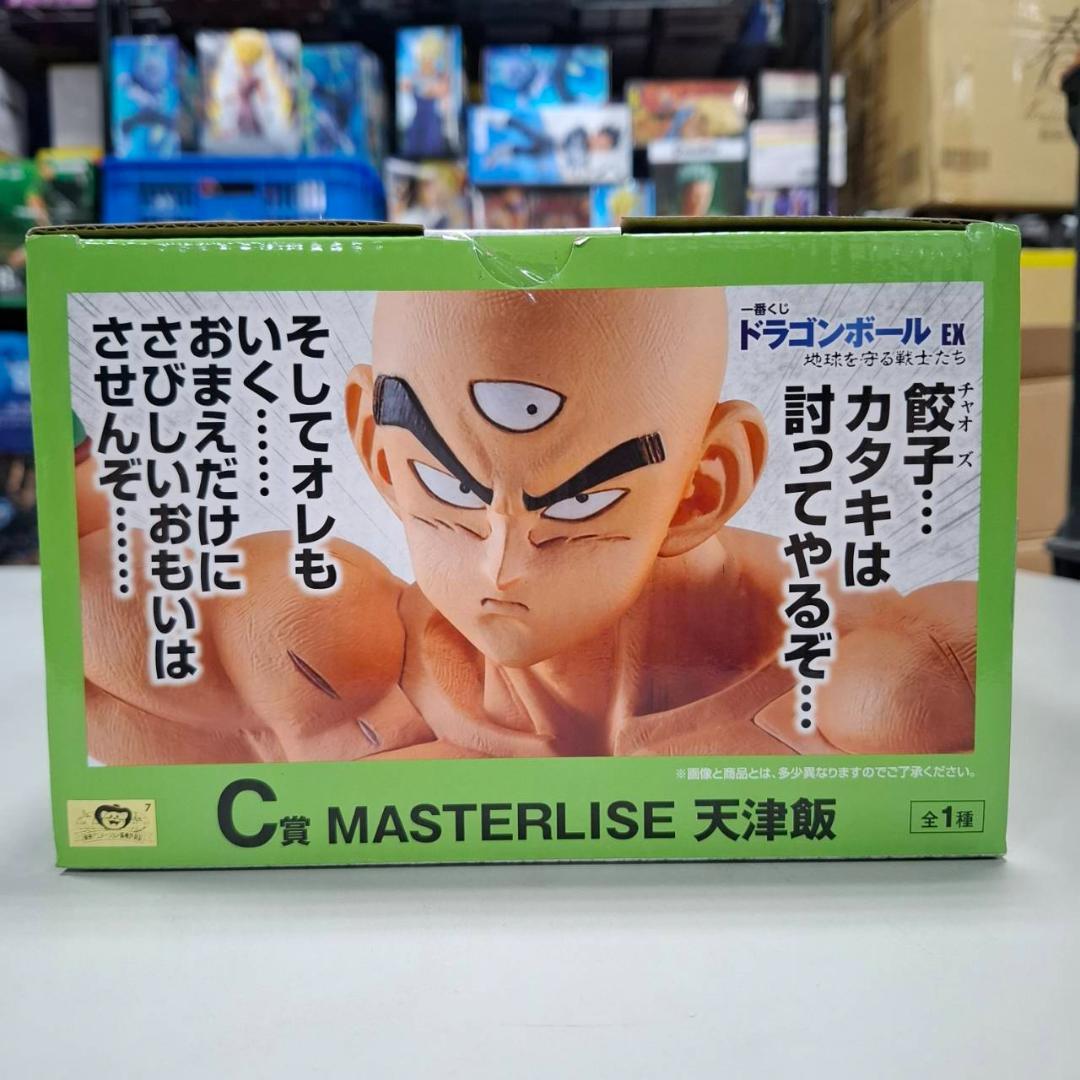 一番くじ
ドラゴンボール EX
地球を守る戦士たち
餃子…
チャオズ
カタキは
討ってやるぞ…
そしてオレも
いく……
おまえだけに
さびしいおもいは
させんぞ……
※画像と商品とは、多少異なりますのでご了承ください。
C賞 MASTERLISE 天津飯
全1種
7